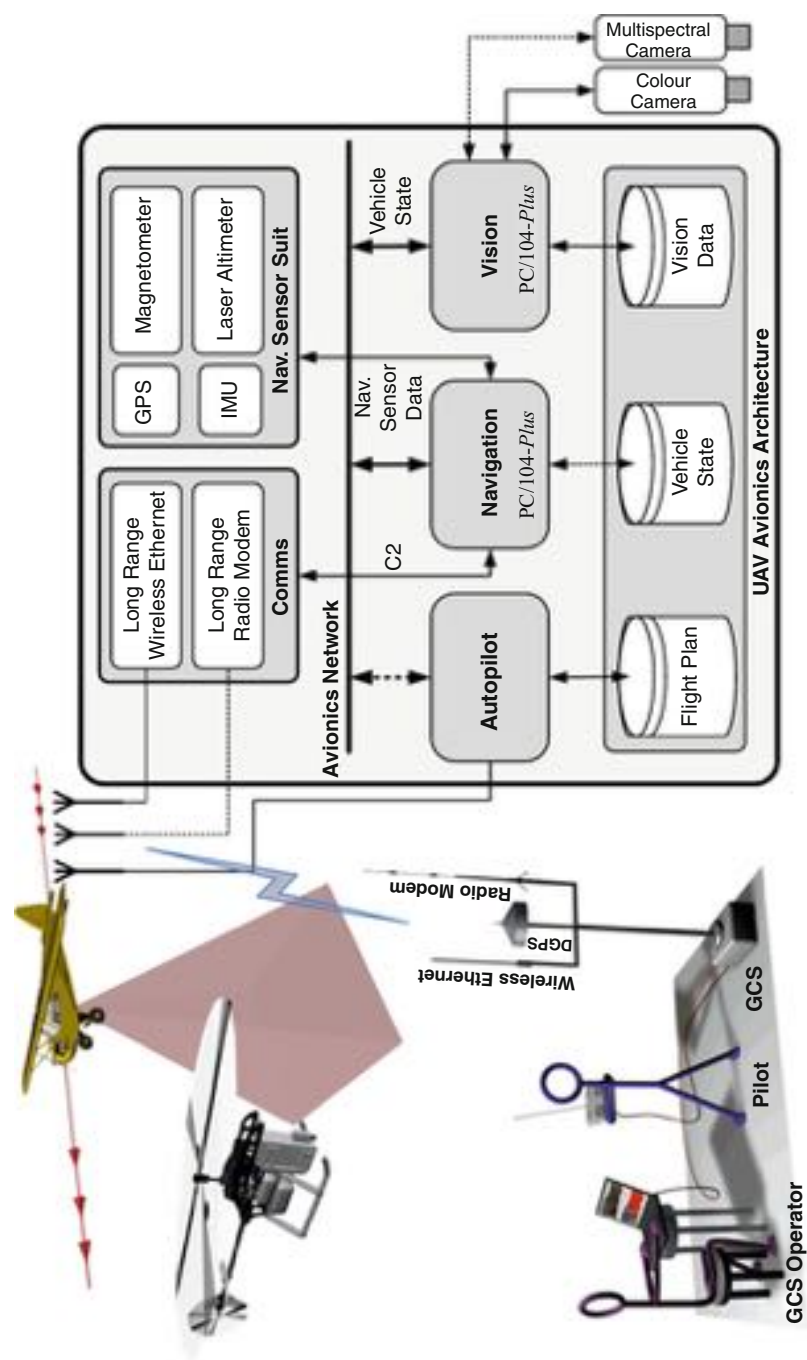 GCS Operator
Pilot
GCS
Wireless Ethernet
DGPS
Radio Modem
Avionics Network
Long Range
Wireless Ethernet
Long Range
Radio Modem
Comms
GPS
Magnetometer
IMU
Laser Altimeter
Nav. Sensor Suit
C2
Nav.
Sensor
Data
Vehicle
State
Autopilot
Navigation
PC/104-Plus
Vision
PC/104-Plus
Flight Plan
Vehicle
State
Vision
Data
UAV Avionics Architecture
Multispectral
Camera
Colour
Camera